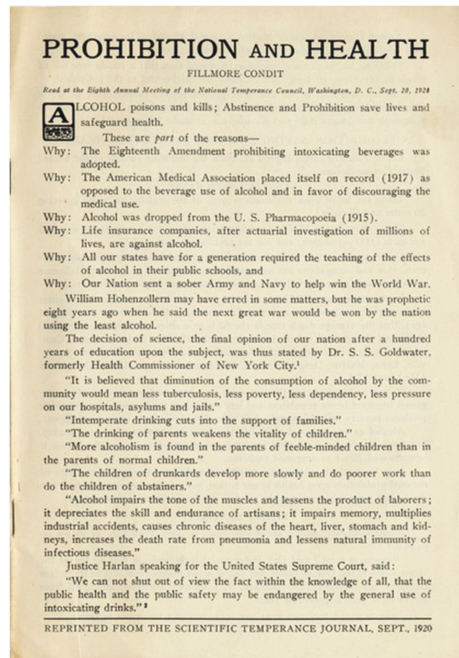 PROHIBITION AND HEALTH
FILLMORE CONDIT
Read at the Eighth Annual Meeting of the National Temperance Council, Washington, D. C., Sept. 20, 1920
ALCOHOL poisons and kills; Abstinence and Prohibition save lives and
safeguard health.
These are part of the reasons—
Why: The Eighteenth Amendment prohibiting intoxicating beverages was
adopted.
Why: The American Medical Association placed itself on record (1917) as
opposed to the beverage use of alcohol and in favor of discouraging the
medical use.
Why: Alcohol was dropped from the U. S. Pharmacopoeia (1915).
Why: Life insurance companies, after actuarial investigation of millions of
lives, are against alcohol.
Why: All our states have for a generation required the teaching of the effects
of alcohol in their public schools, and
Why: Our Nation sent a sober Army and Navy to help win the World War.
William Hohenzollern may have erred in some matters, but he was prophetic
eight years ago when he said the next great war would be won by the nation
using the least alcohol.
The decision of science, the final opinion of our nation after a hundred
years of education upon the subject, was thus stated by Dr. S. S. Goldwater,
formerly Health Commissioner of New York City.¹
"It is believed that diminution of the consumption of alcohol by the com-
munity would mean less tuberculosis, less poverty, less dependency, less pressure
on our hospitals, asylums and jails."
"Intemperate drinking cuts into the support of families."
"The drinking of parents weakens the vitality of children."
"More alcoholism is found in the parents of feeble-minded children than in
the parents of normal children."
"The children of drunkards develop more slowly and do poorer work than
do the children of abstainers."
"Alcohol impairs the tone of the muscles and lessens the product of laborers;
it depreciates the skill and endurance of artisans; it impairs memory, multiplies
industrial accidents, causes chronic diseases of the heart, liver, stomach and kid-
neys, increases the death rate from pneumonia and lessens natural immunity of
infectious diseases."
Justice Harlan speaking for the United States Supreme Court, said:
"We can not shut out of view the fact within the knowledge of all, that the
public health and the public safety may be endangered by the general use of
intoxicating drinks."²
REPRINTED FROM THE SCIENTIFIC TEMPERANCE JOURNAL, SEPT., 1920